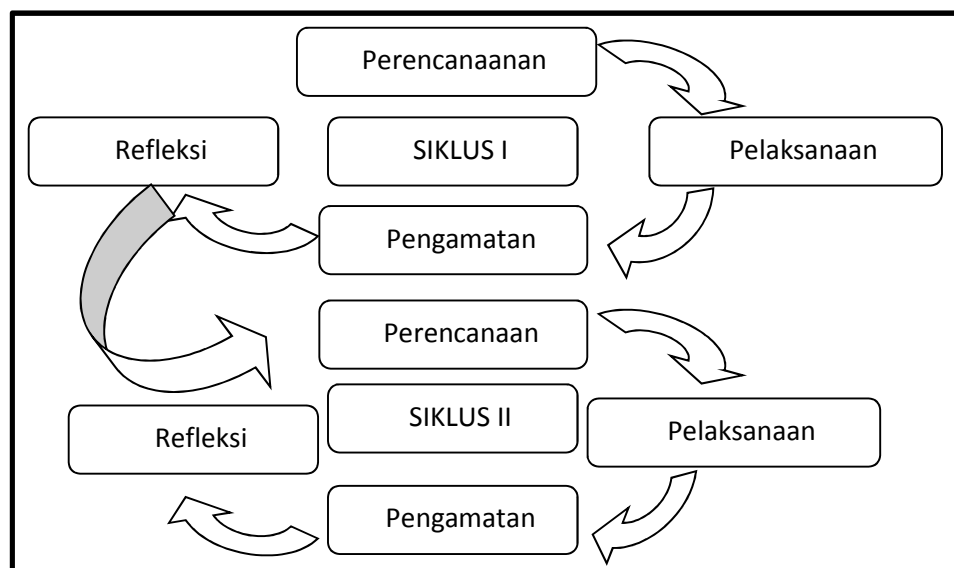 Perencanaanan
Refleksi
SIKLUS I
Pelaksanaan
Pengamatan
Perencanaan
Refleksi
SIKLUS II
Pelaksanaan
Pengamatan